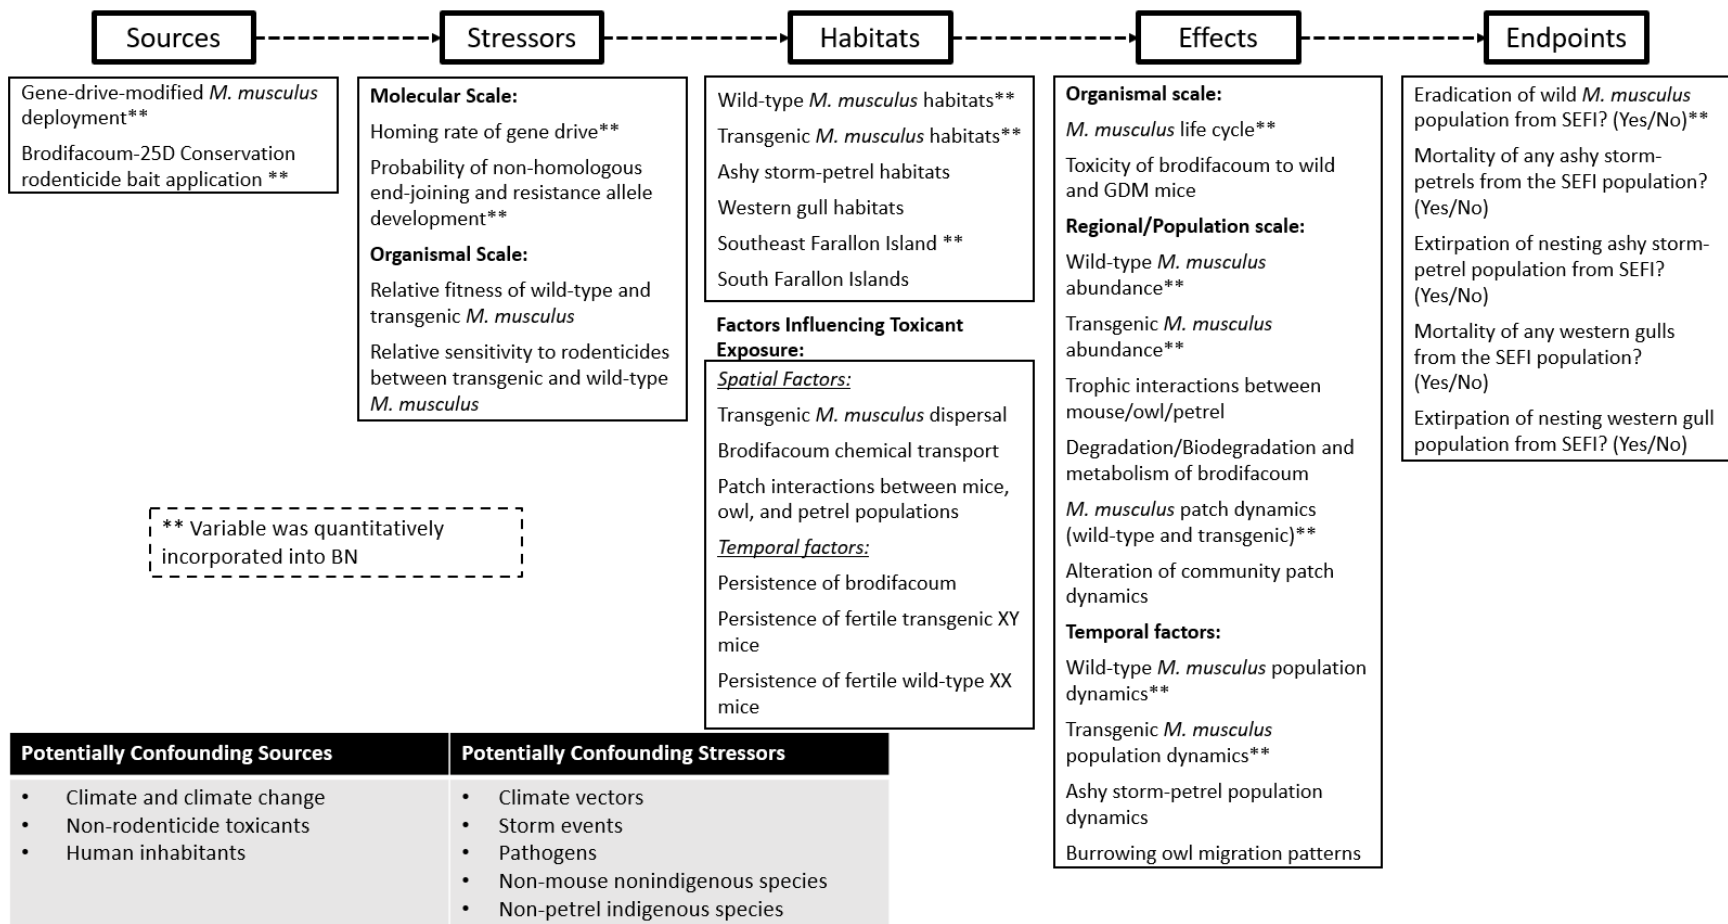 Sources
Stressors
Habitats
Effects
Endpoints
Gene-drive-modified M. musculus
deployment**
Brodifacoum-25D Conservation
rodenticide bait application **
Molecular Scale:
Homing rate of gene drive**
Probability of non-homologous
end-joining and resistance allele
development**
Organismal Scale:
Relative fitness of wild-type and
transgenic M. musculus
Relative sensitivity to rodenticides
between transgenic and wild-type
M. musculus
Wild-type M. musculus habitats**
Transgenic M. musculus habitats**
Ashy storm-petrel habitats
Western gull habitats
Southeast Farallon Island **
South Farallon Islands
Factors Influencing Toxicant
Exposure:
Spatial Factors:
Transgenic M. musculus dispersal
Brodifacoum chemical transport
Patch interactions between mice,
owl, and petrel populations
Temporal factors:
Persistence of brodifacoum
Persistence of fertile transgenic XY
mice
Persistence of fertile wild-type XX
mice
Organismal scale:
M. musculus life cycle**
Toxicity of brodifacoum to wild
and GDM mice
Regional/Population scale:
Wild-type M. musculus
abundance**
Transgenic M. musculus
abundance**
Trophic interactions between
mouse/owl/petrel
Degradation/Biodegradation and
metabolism of brodifacoum
M. musculus patch dynamics
(wild-type and transgenic)**
Alteration of community patch
dynamics
Temporal factors:
Wild-type M. musculus population
dynamics**
Transgenic M. musculus
population dynamics**
Ashy storm-petrel population
dynamics
Burrowing owl migration patterns
Eradication of wild M. musculus
population from SEFI? (Yes/No)**
Mortality of any ashy storm-
petrels from the SEFI population?
(Yes/No)
Extirpation of nesting ashy storm-
petrel population from SEFI?
(Yes/No)
Mortality of any western gulls
from the SEFI population?
(Yes/No)
Extirpation of nesting western gull
population from SEFI? (Yes/No)
** Variable was quantitatively
incorporated into BN
Potentially Confounding Sources
• Climate and climate change
• Non-rodenticide toxicants
• Human inhabitants
Potentially Confounding Stressors
• Climate vectors
• Storm events
• Pathogens
• Non-mouse nonindigenous species
• Non-petrel indigenous species